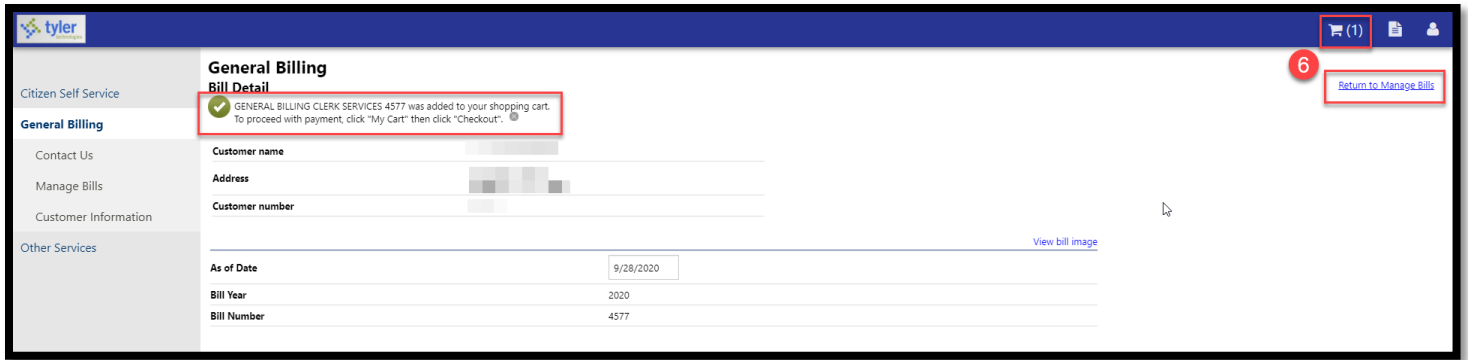 tyler
technologies
(1)
6
General Billing
Bill Detail
Return to Manage Bills
Citizen Self Service
General Billing
Contact Us
Manage Bills
Customer Information
Other Services
GENERAL BILLING CLERK SERVICES 4577 was added to your shopping cart.
To proceed with payment, click "My Cart" then click "Checkout".
Customer name
Address
Customer number
View bill image
As of Date 9/28/2020
Bill Year 2020
Bill Number 4577